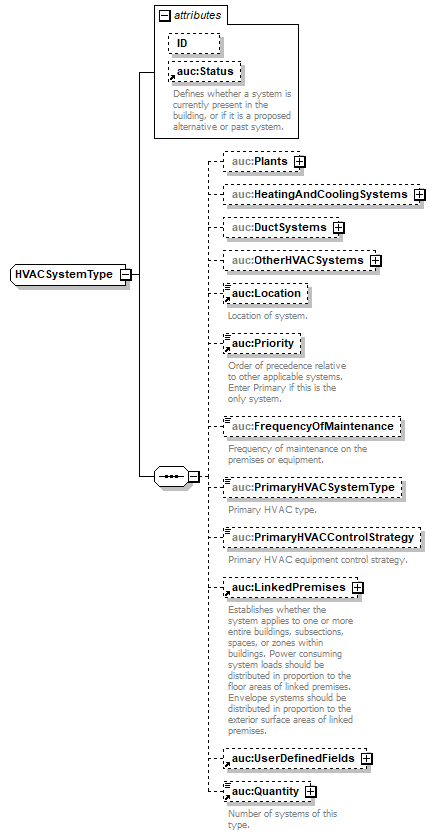 attributes
ID
auc:Status
Defines whether a system is
currently present in the
building, or if it is a proposed
alternative or past system.
HVACSystemType
auc:Plants
auc:HeatingAndCoolingSystems
auc:DuctSystems
auc:OtherHVACSystems
auc:Location
Location of system.
auc:Priority
Order of precedence relative
to other applicable systems.
Enter Primary if this is the
only system.
auc:FrequencyOfMaintenance
Frequency of maintenance on the
premises or equipment.
auc:PrimaryHVACSystemType
Primary HVAC type.
auc:PrimaryHVACControlStrategy
Primary HVAC equipment control strategy.
auc:LinkedPremises
Establishes whether the
system applies to one or more
entire buildings, subsections,
spaces, or zones within
buildings. Power consuming
system loads should be
distributed in proportion to the
floor areas of linked premises.
Envelope systems should be
distributed in proportion to the
exterior surface areas of linked
premises.
auc:UserDefinedFields
auc:Quantity
Number of systems of this
type.